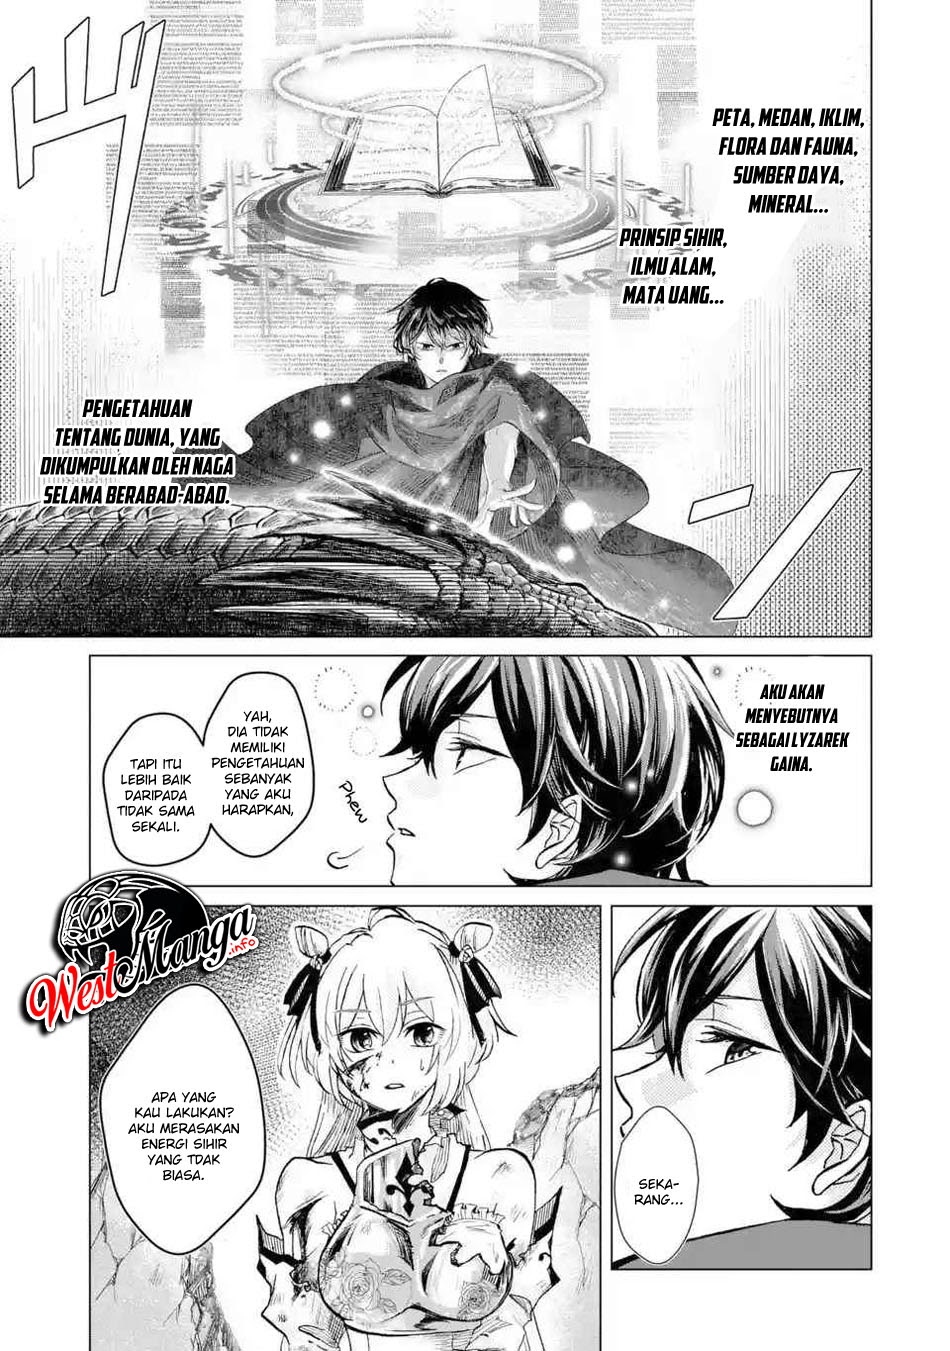 PETA, MEDAN, IKLIM,
FLORA DAN FAUNA,
SUMBER DAYA,
MINERAL...
PRINSIP SIHIR,
ILMU ALAM,
MATA UANG...
PENGETAHUAN
TENTANG DUNIA, YANG
DIKUMPULKAN OLEH NAGA
SELAMA BERABAD-ABAD.
AKU AKAN
MENYEBUTNYA
SEBAGAI LYZAREK
GAINA.
Phew
YAH,
DIA TIDAK
MEMILIKI
PENGETAHUAN
SEBANYAK
YANG AKU
HARAPKAN,
TAPI ITU
LEBIH BAIK
DARIPADA
TIDAK SAMA
SEKALI.
SEKA-
RANG...
WestManga
.info
APA YANG
KAU LAKUKAN?
AKU MERASAKAN
ENERGI SIHIR
YANG TDAK
BIASA.